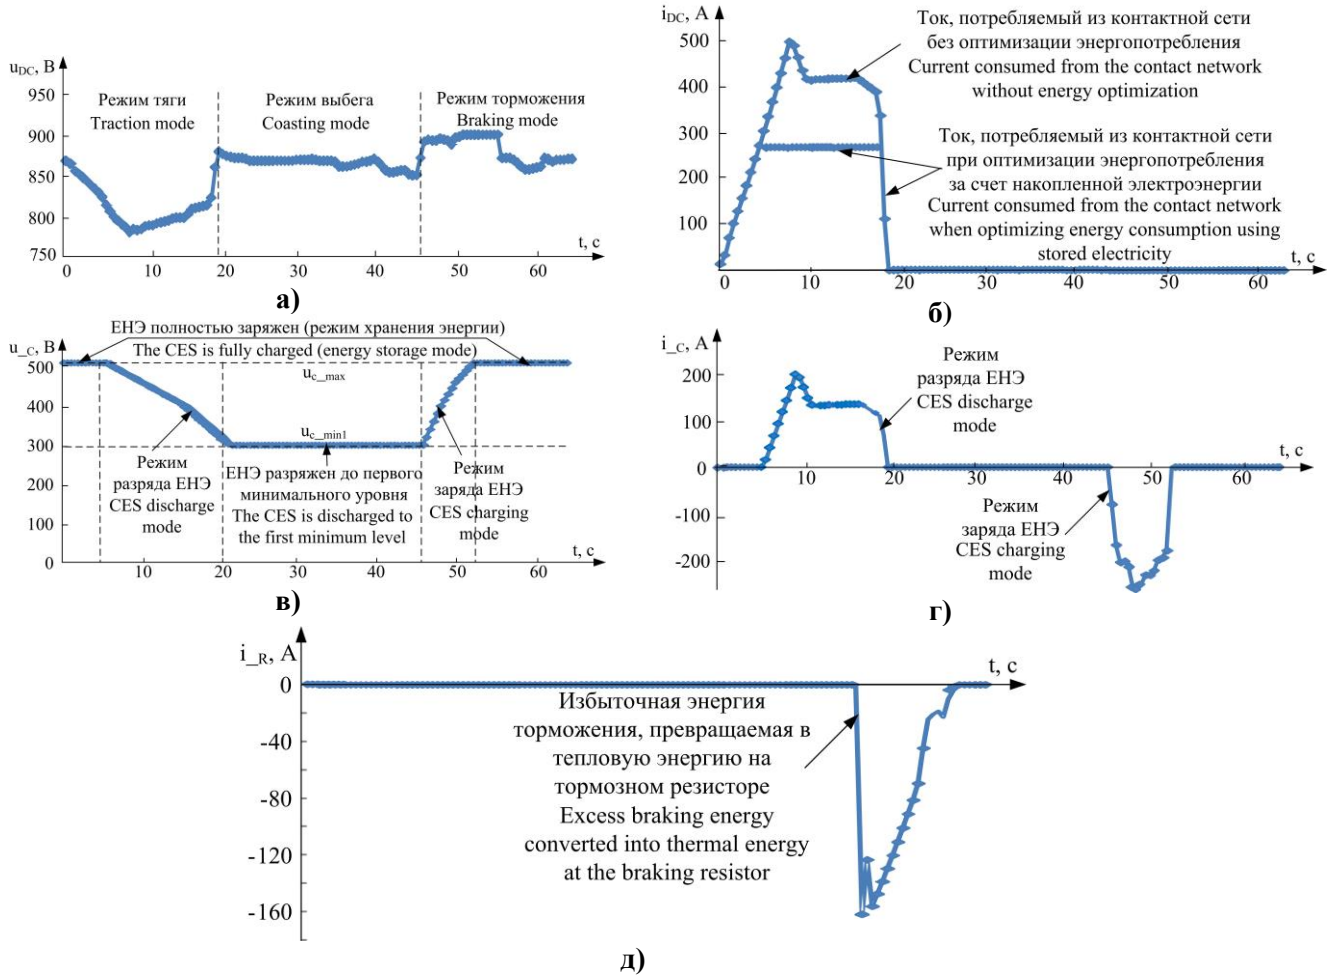 u_DC, В
950
900
850
800
750
Режим тяги
Traction mode
Режим выбега
Coasting mode
Режим торможения
Braking mode
t, с
0
10
20
30
40
50
60
а)
i_DC, А
500
400
300
200
100
Ток, потребляемый из контактной сети
без оптимизации энергопотребления
Current consumed from the contact network
without energy optimization
Ток, потребляемый из контактной сети
при оптимизации энергопотребления
за счет накопленной электроэнергии
Current consumed from the contact network
when optimizing energy consumption using
stored electricity
t, с
0
10
20
30
40
50
60
б)
u_C, В
500
400
300
200
100
0
ЕНЭ полностью заряжен (режим хранения энергии)
The CES is fully charged (energy storage mode)
u_c_max
u_c_min1
Режим
разряда ЕНЭ
CES discharge
mode
ЕНЭ разряжен до первого
минимального уровня
The CES is discharged to
the first minimum level
Режим
заряда ЕНЭ
CES charging
mode
t, с
10
20
30
40
50
60
в)
i_C, А
200
100
0
-100
-200
Режим
разряда ЕНЭ
CES discharge
mode
Режим
заряда ЕНЭ
CES charging
mode
t, с
10
20
30
40
50
60
г)
i_R, А
0
-40
-80
-120
-160
t, с
Избыточная энергия
торможения, превращаемая в
тепловую энергию на
тормозном резисторе
Excess braking energy
converted into thermal energy
at the braking resistor
д)